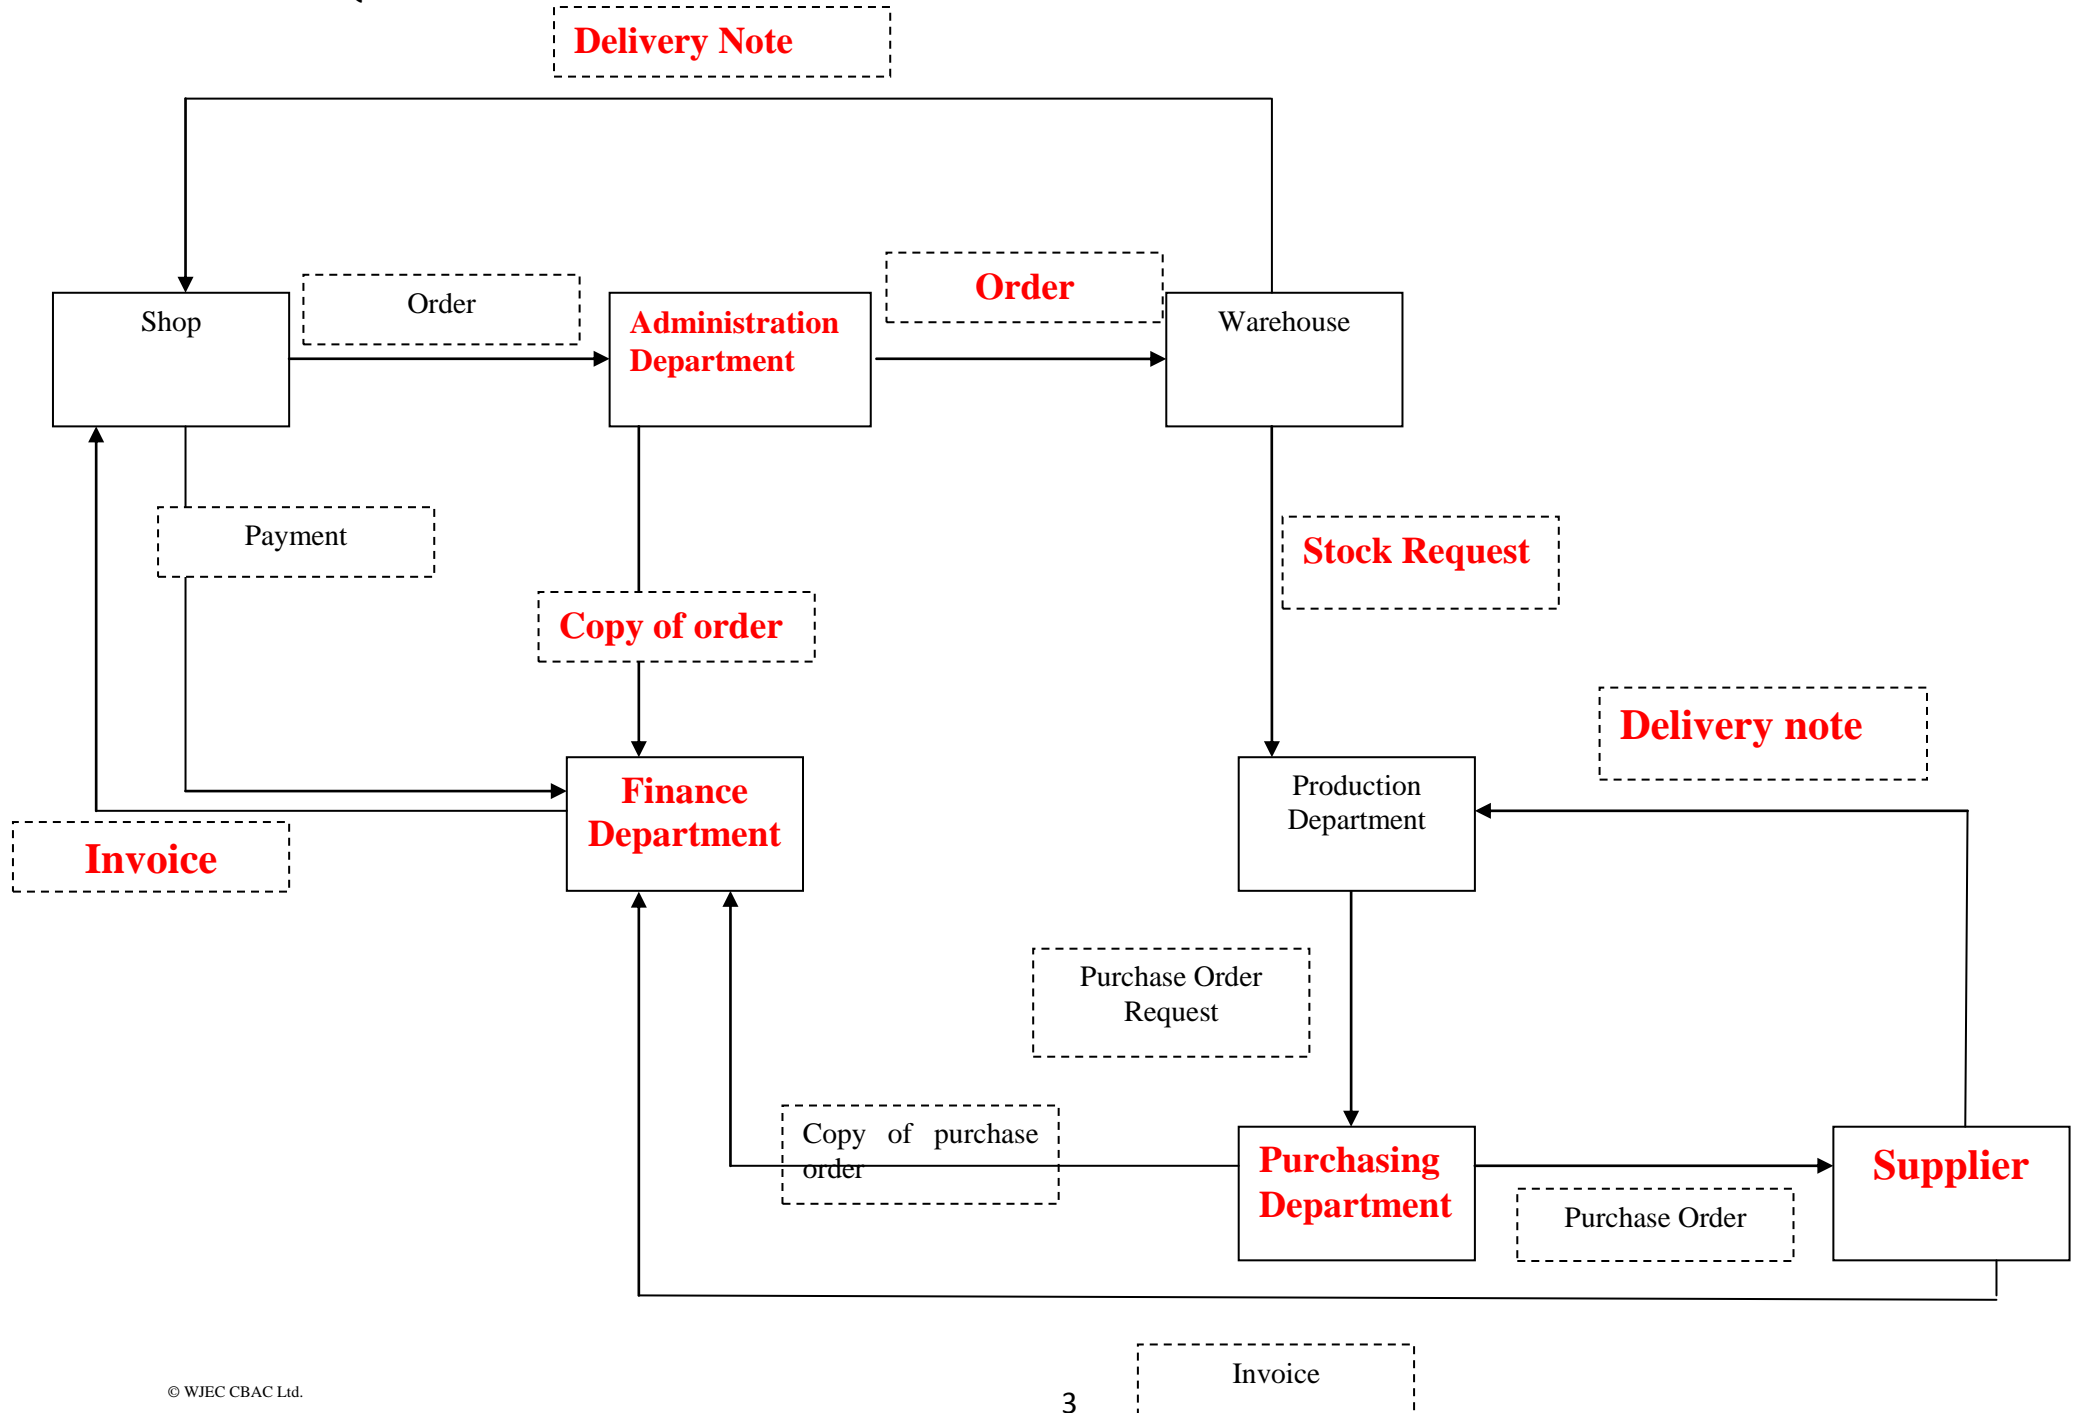 Delivery Note
Order
Order
Shop
Administration
Department
Warehouse
Payment
Stock Request
Copy of order
Delivery note
Finance
Department
Production
Department
Invoice
Purchase Order
Request
Copy of purchase
order
Purchasing
Department
Supplier
Purchase Order
Invoice
© WJEC CBAC Ltd.
3